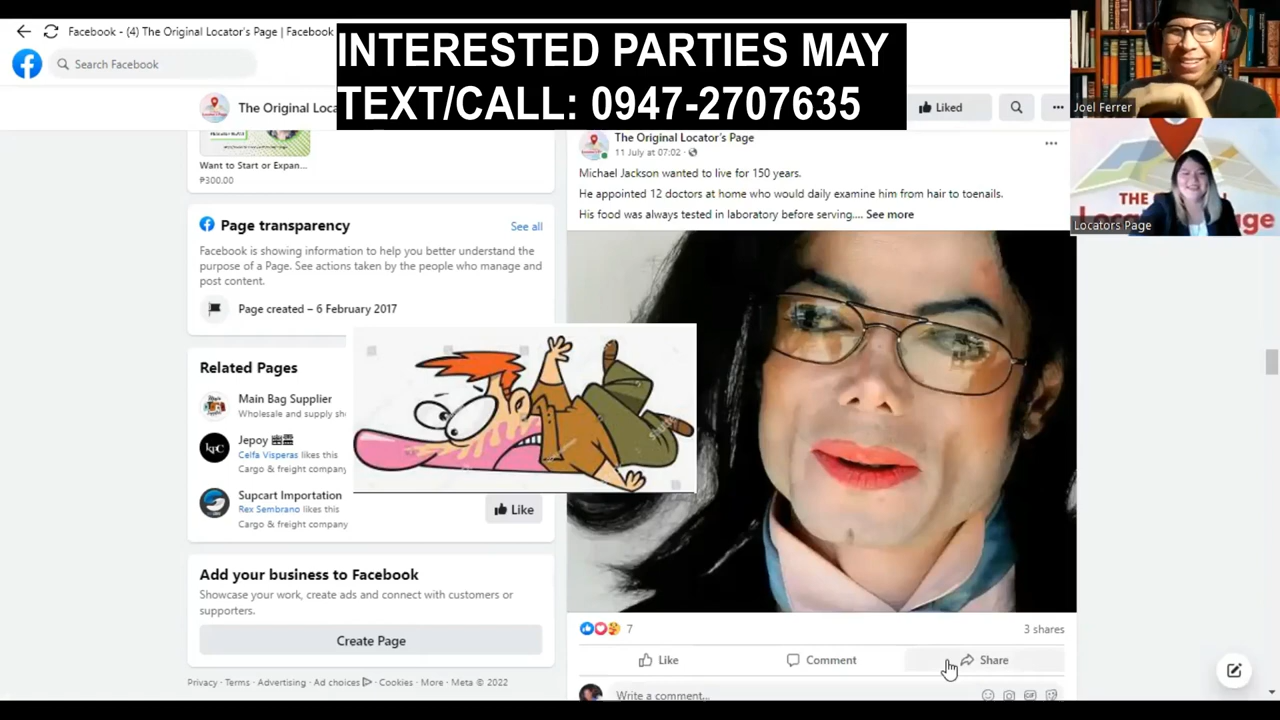 Facebook - (4) The Original Locator's Page | Facebook
Search Facebook
INTERESTED PARTIES MAY
TEXT/CALL: 0947-2707635
The Original Loca
Liked
Joel Ferrer
Want to Start or Expan...
₱300.00
Page transparency
See all
Facebook is showing information to help you better understand the
purpose of a Page. See actions taken by the people who manage and
post content.
Page created – 6 February 2017
Related Pages
Main Bag Supplier
Wholesale and supply sh
Jepoy
Celfa Visperas likes this
Cargo & freight company
Supcart Importation
Rex Sembrano likes this
Cargo & freight company
Like
Add your business to Facebook
Showcase your work, create ads and connect with customers or
supporters.
Create Page
Privacy · Terms · Advertising · Ad choices · Cookies · More · Meta © 2022
The Original Locator's Page
11 July at 07:02 ·
Michael Jackson wanted to live for 150 years.
He appointed 12 doctors at home who would daily examine him from hair to toenails.
His food was always tested in laboratory before serving.... See more
7
3 shares
Like
Comment
Share
Write a comment...
THE
Locators Page